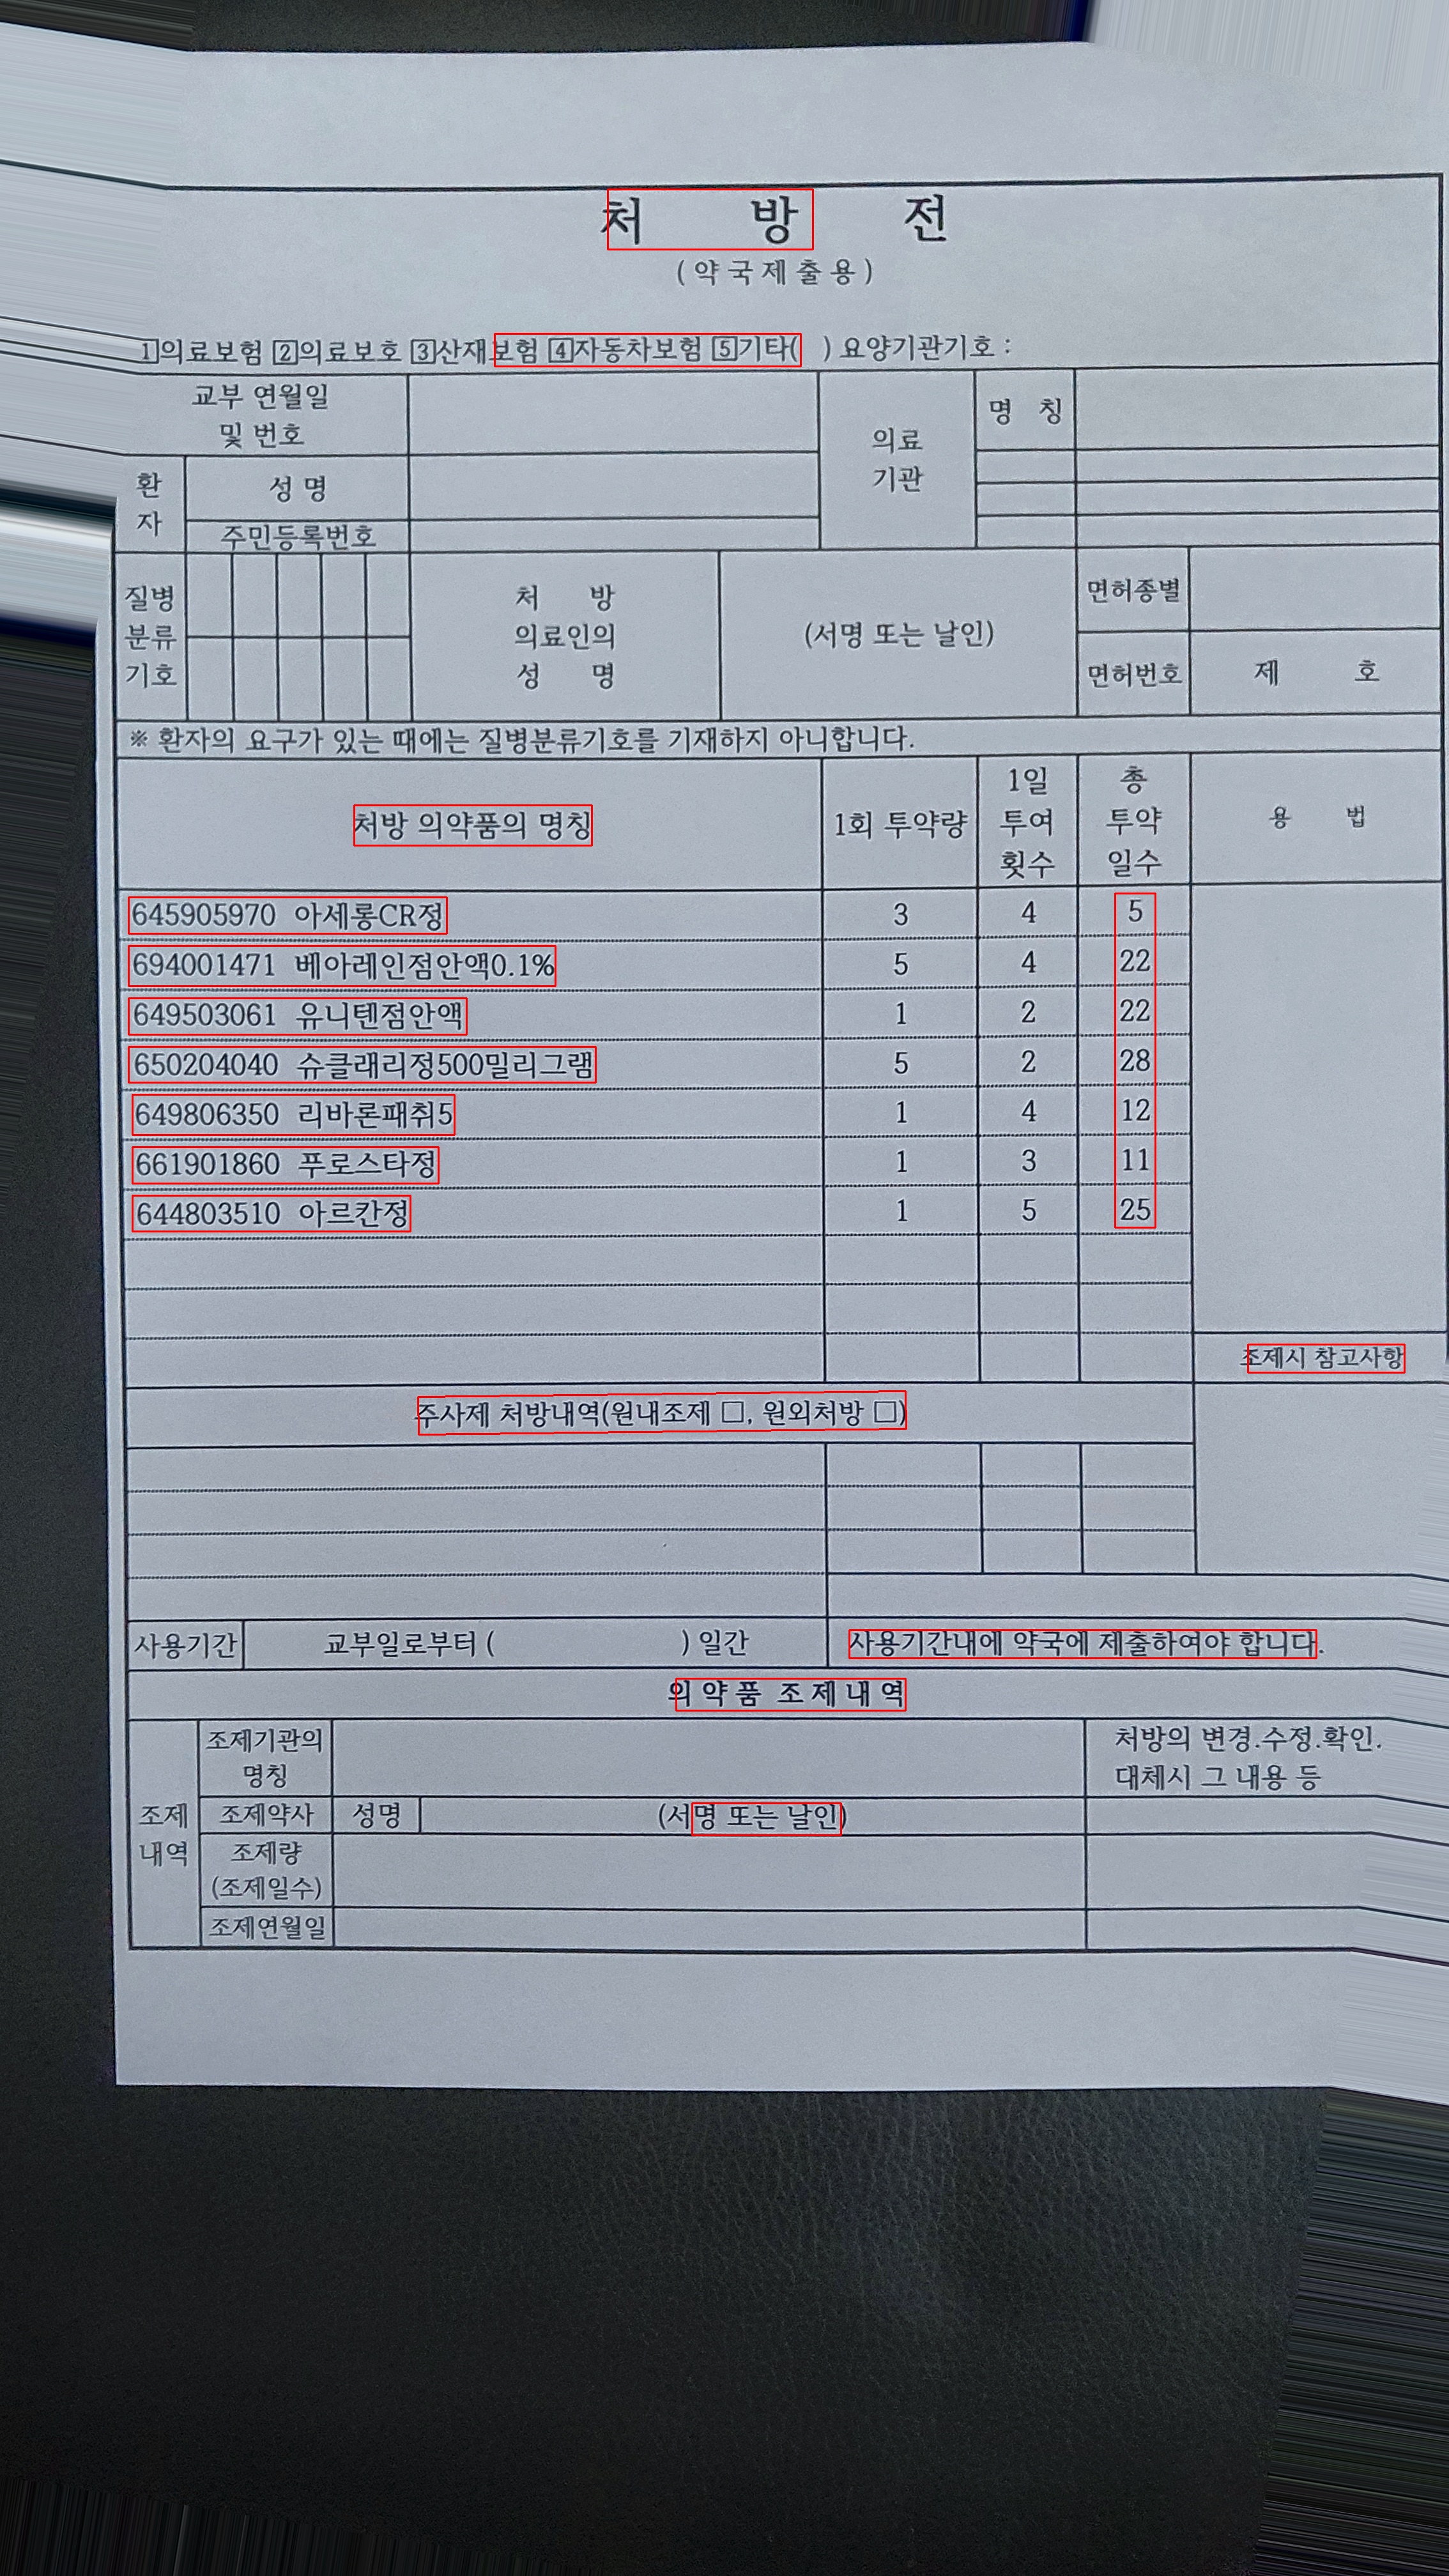 처 방 전
( 약 국 제 출 용 )
1 의료보험 2 의료보호 3 산재보험 4 자동차보험 5 기타( ) 요양기관기호 :
교부 연월일 및 번호
의료 기관
명 칭
환자
성 명
주민등록번호
질병 분류 기호
처 방 의료인의 성 명
(서명 또는 날인)
면허종별
면허번호
제 호
※ 환자의 요구가 있는 때에는 질병분류기호를 기재하지 아니합니다.
처방 의약품의 명칭 1회 투약량 1일 투여 횟수 총 투약 일수 용 법
645905970 아세롱CR정 3 4 5
694001471 베아레인점안액0.1% 5 4 22
649503061 유니텐점안액 1 2 22
650204040 슈클래리정500밀리그램 5 2 28
649806350 리바론패취5 1 4 12
661901860 푸로스타정 1 3 11
644803510 아르칸정 1 5 25
조제시 참고사항
주사제 처방내역(원내조제 □, 원외처방 □)
사용기간 교부일로부터 ( ) 일간 사용기간내에 약국에 제출하여야 합니다.
의 약 품 조 제 내 역
조제 내역
조제기관의 명칭
처방의 변경.수정.확인. 대체시 그 내용 등
조제약사 성명 (서명 또는 날인)
조제량 (조제일수)
조제연월일